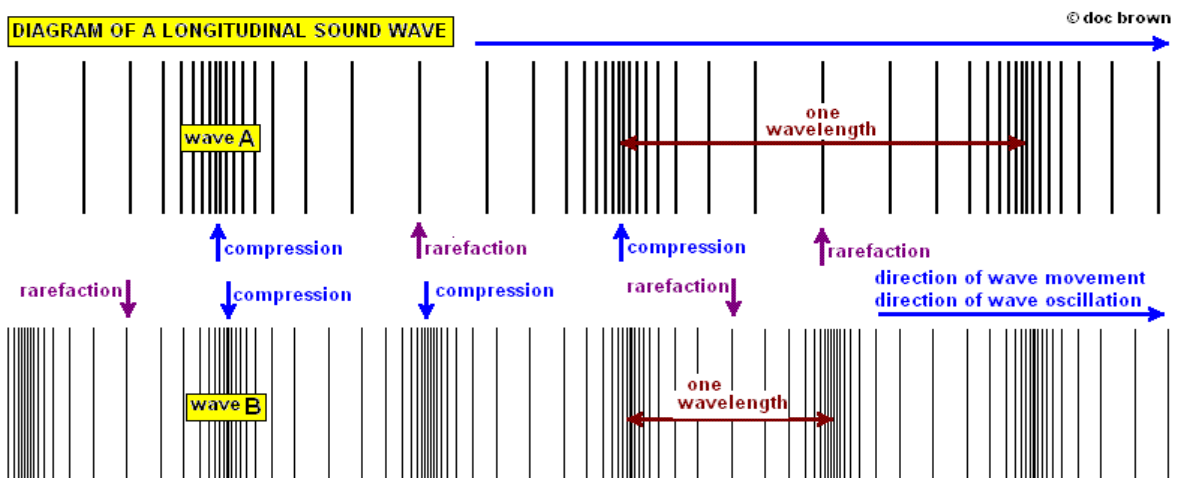 © doc brown
DIAGRAM OF A LONGITUDINAL SOUND WAVE
one
wavelength
wave A
compression
rarefaction
compression
rarefaction
rarefaction
compression
compression
rarefaction
direction of wave movement
direction of wave oscillation
one
wavelength
wave B